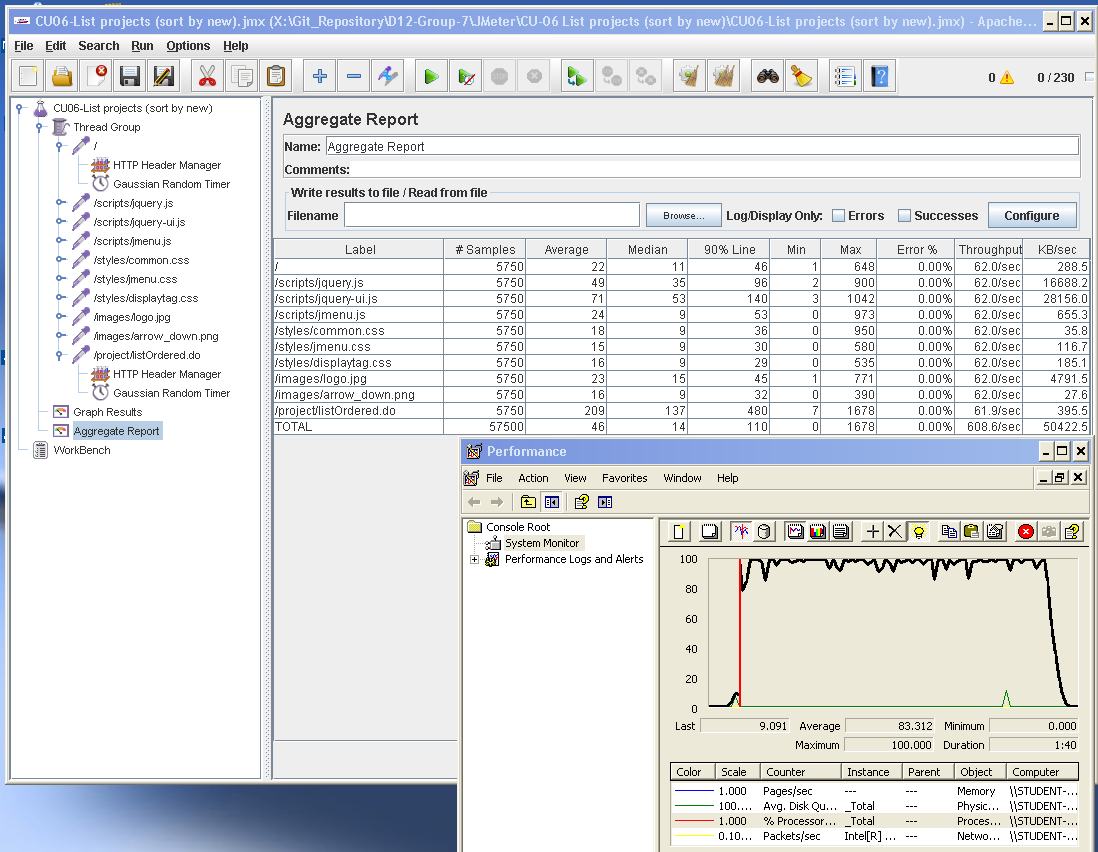 CU06-List projects (sort by new).jmx (X:\Git_Repository\D12-Group-7\JMeter\CU-06 List projects (sort by new)\CU06-List projects (sort by new).jmx) - Apache...
File Edit Search Run Options Help
0 0 / 230
CU06-List projects (sort by new)
Thread Group
/
HTTP Header Manager
Gaussian Random Timer
/scripts/jquery.js
/scripts/jquery-ui.js
/scripts/jmenu.js
/styles/common.css
/styles/jmenu.css
/styles/displaytag.css
/images/logo.jpg
/images/arrow_down.png
/project/listOrdered.do
HTTP Header Manager
Gaussian Random Timer
Graph Results
Aggregate Report
WorkBench
Aggregate Report
Name: Aggregate Report
Comments:
Write results to file / Read from file
Filename Browse... Log/Display Only: Errors Successes Configure
Label # Samples Average Median 90% Line Min Max Error % Throughput KB/sec
/ 5750 22 11 46 1 648 0.00% 62.0/sec 288.5
/scripts/jquery.js 5750 49 35 96 2 900 0.00% 62.0/sec 16688.2
/scripts/jquery-ui.js 5750 71 53 140 3 1042 0.00% 62.0/sec 28156.0
/scripts/jmenu.js 5750 24 9 53 0 973 0.00% 62.0/sec 655.3
/styles/common.css 5750 18 9 36 0 950 0.00% 62.0/sec 35.8
/styles/jmenu.css 5750 15 9 30 0 580 0.00% 62.0/sec 116.7
/styles/displaytag.css 5750 16 9 29 0 535 0.00% 62.0/sec 185.1
/images/logo.jpg 5750 23 15 45 1 771 0.00% 62.0/sec 4791.5
/images/arrow_down.png 5750 16 9 32 0 390 0.00% 62.0/sec 27.6
/project/listOrdered.do 5750 209 137 480 7 1678 0.00% 61.9/sec 395.5
TOTAL 57500 46 14 110 0 1678 0.00% 608.6/sec 50422.5
Performance
File Action View Favorites Window Help
Console Root
System Monitor
Performance Logs and Alerts
100
80
60
40
20
0
Last 9.091 Average 83.312 Minimum 0.000
Maximum 100.000 Duration 1:40
Color Scale Counter Instance Parent Object Computer
1.000 Pages/sec --- --- Memory \\STUDENT-...
100.... Avg. Disk Qu... _Total --- Physic... \\STUDENT-...
1.000 % Processor... _Total --- Proces... \\STUDENT-...
0.10... Packets/sec Intel[R] ... --- Netwo... \\STUDENT-...